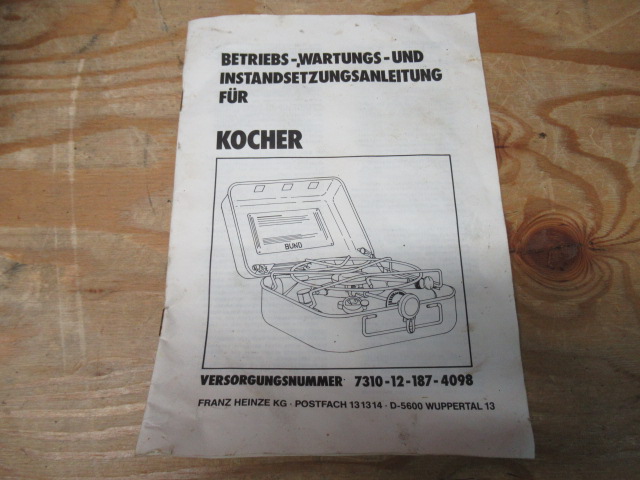 BETRIEBS-,WARTUNGS-UND
INSTANDSETZUNGSANLEITUNG
FÜR
KOCHER
BUND
VERSORGUNGSNUMMER 7310-12-187-4098
FRANZ HEINZE KG · POSTFACH 131314 · D-5600 WUPPERTAL 13